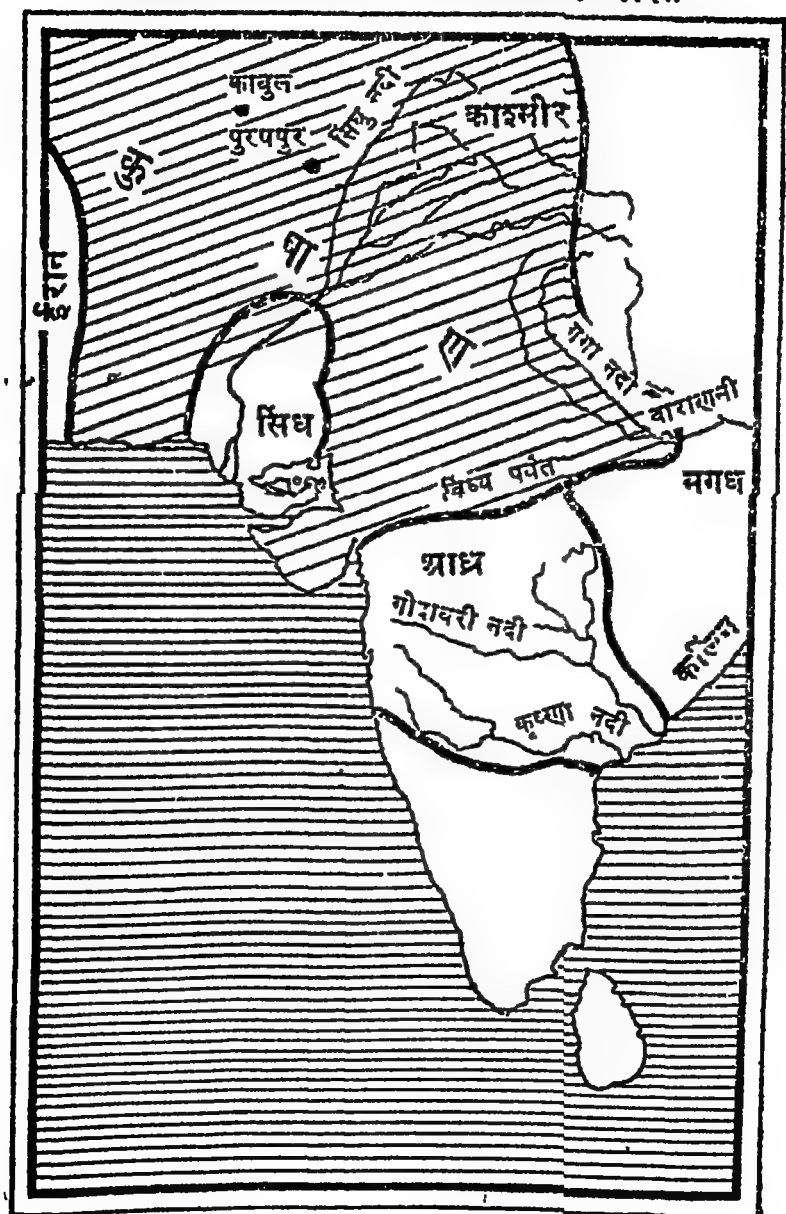 काबुल
पुरुषपुर
सिंधु नदी
काश्मीर
कु
षा
ण
ईरान
गंगा नदी
वाराणसी
सिंध
विंध्य पर्वत
मगध
आंध्र
गोदावरी नदी
कलिंग
कृष्णा नदी